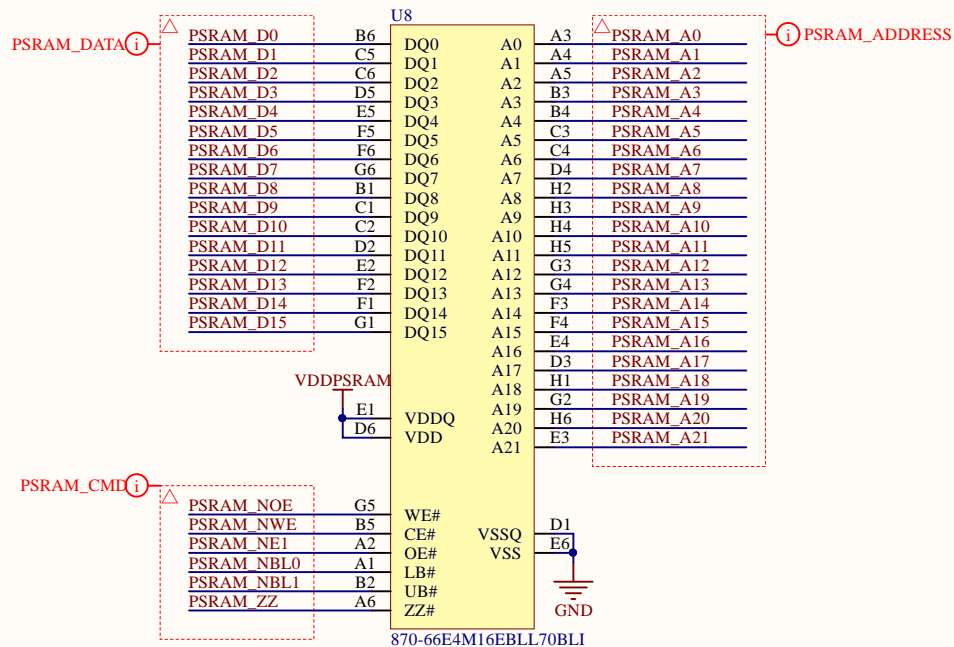 U8
PSRAM_DATA i
PSRAM_D0 B6 DQ0 A0 A3 PSRAM_A0
i PSRAM_ADDRESS
PSRAM_D1 C5 DQ1 A1 A4 PSRAM_A1
PSRAM_D2 C6 DQ2 A2 A5 PSRAM_A2
PSRAM_D3 D5 DQ3 A3 B3 PSRAM_A3
PSRAM_D4 E5 DQ4 A4 B4 PSRAM_A4
PSRAM_D5 F5 DQ5 A5 C3 PSRAM_A5
PSRAM_D6 F6 DQ6 A6 C4 PSRAM_A6
PSRAM_D7 G6 DQ7 A7 D4 PSRAM_A7
PSRAM_D8 B1 DQ8 A8 H2 PSRAM_A8
PSRAM_D9 C1 DQ9 A9 H3 PSRAM_A9
PSRAM_D10 C2 DQ10 A10 H4 PSRAM_A10
PSRAM_D11 D2 DQ11 A11 H5 PSRAM_A11
PSRAM_D12 E2 DQ12 A12 G3 PSRAM_A12
PSRAM_D13 F2 DQ13 A13 G4 PSRAM_A13
PSRAM_D14 F1 DQ14 A14 F3 PSRAM_A14
PSRAM_D15 G1 DQ15 A15 F4 PSRAM_A15
A16 E4 PSRAM_A16
A17 D3 PSRAM_A17
VDDPSRAM A18 H1 PSRAM_A18
E1 VDDQ A19 G2 PSRAM_A19
D6 VDD A20 H6 PSRAM_A20
A21 E3 PSRAM_A21
PSRAM_CMD i
PSRAM_NOE G5 WE#
PSRAM_NWE B5 CE# VSSQ D1
PSRAM_NE1 A2 OE# VSS E6
PSRAM_NBL0 A1 LB#
PSRAM_NBL1 B2 UB#
PSRAM_ZZ A6 ZZ# GND
870-66E4M16EBLL70BLI